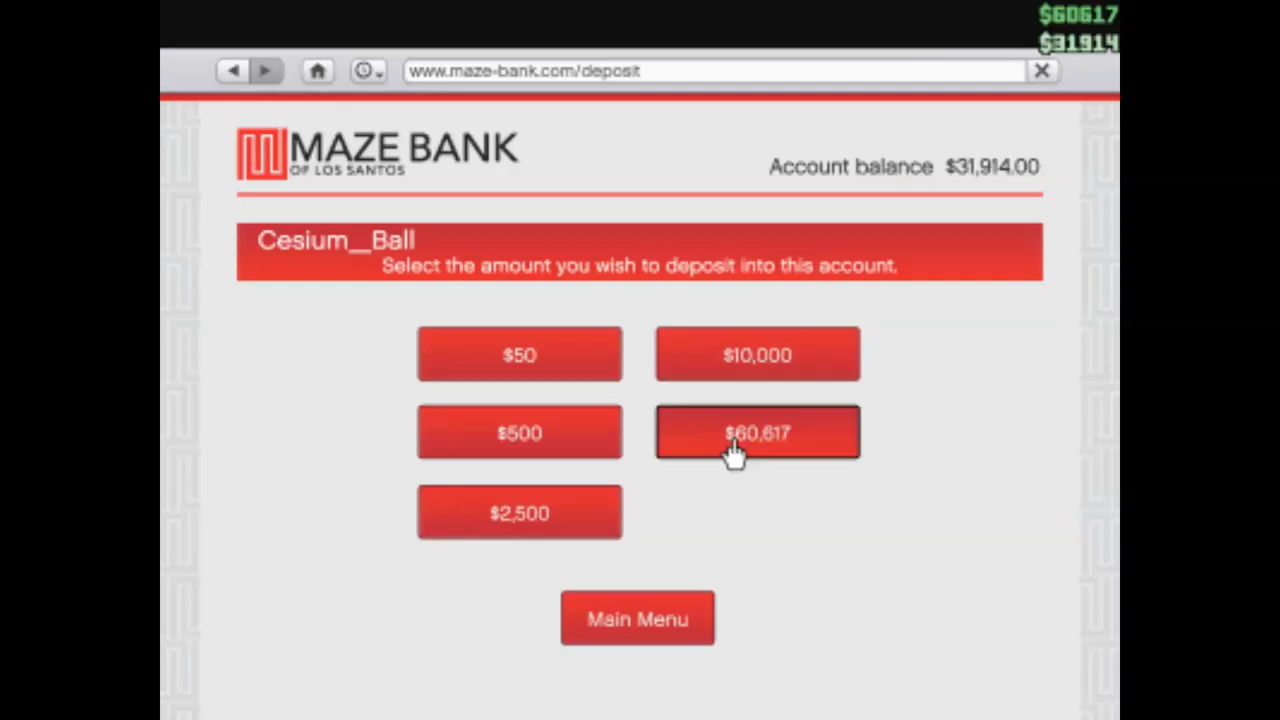 $60617
$31914
www.maze-bank.com/deposit
MAZE BANK
OF LOS SANTOS
Account balance $31,914.00
Cesium__Ball
Select the amount you wish to deposit into this account.
$50
$10,000
$500
$60,617
$2,500
Main Menu